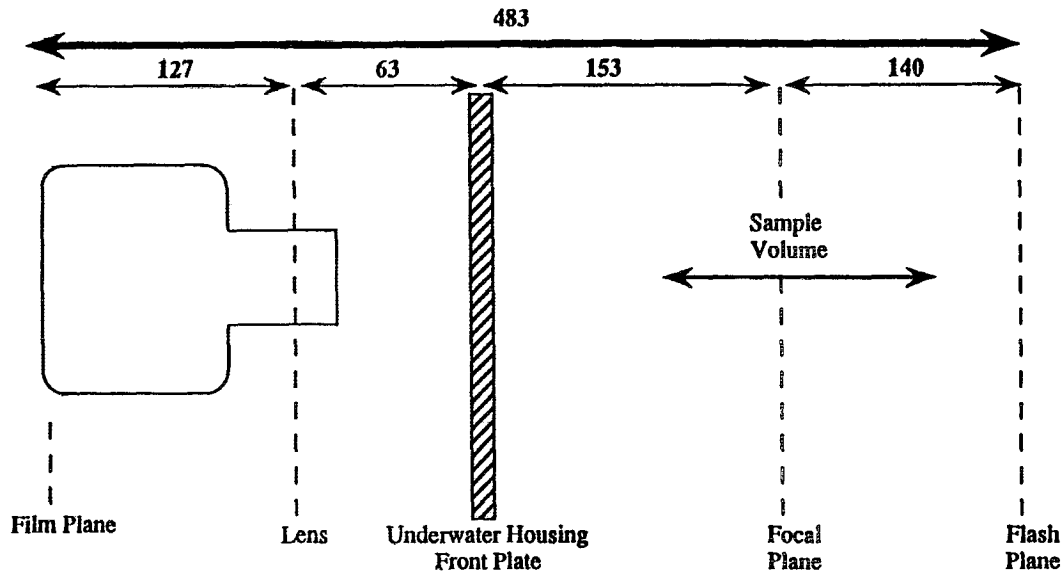 483
127 63 153 140
Sample
Volume
Film Plane
Lens
Underwater Housing
Front Plate
Focal
Plane
Flash
Plane